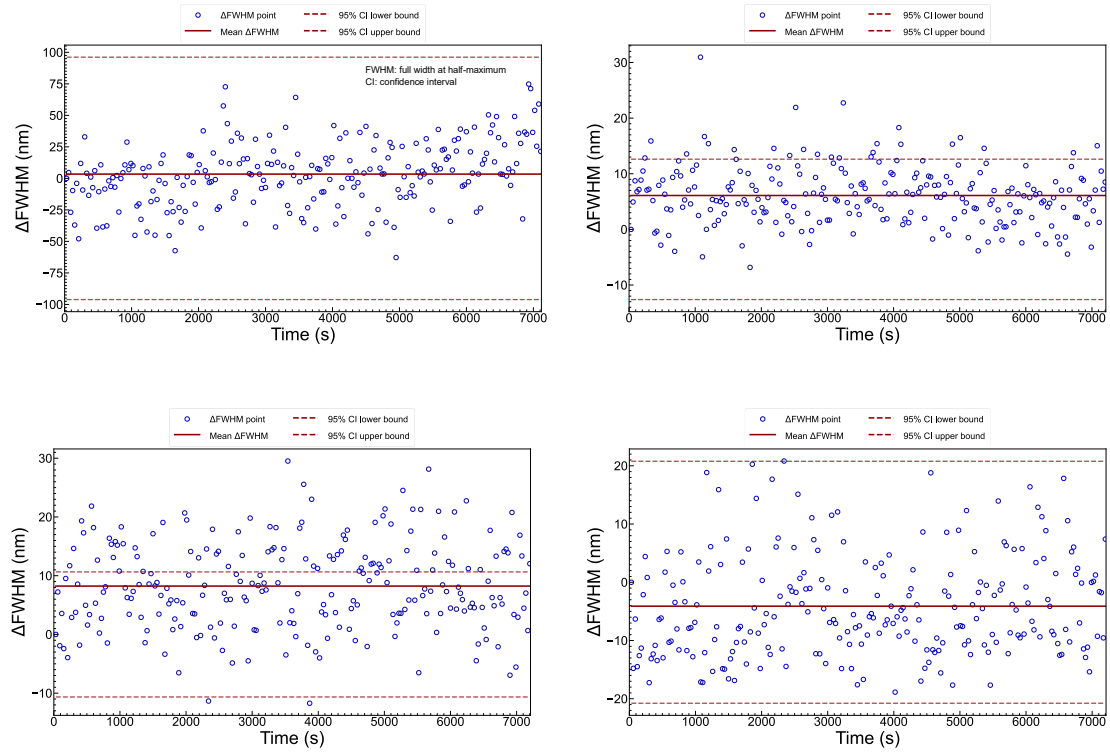 ΔFWHM point 95% CI lower bound
Mean ΔFWHM 95% CI upper bound
FWHM: full width at half-maximum
CI: confidence interval
ΔFWHM (nm)
100
75
50
25
0
−25
−50
−75
−100
0 1000 2000 3000 4000 5000 6000 7000
Time (s)
ΔFWHM point 95% CI lower bound
Mean ΔFWHM 95% CI upper bound
ΔFWHM (nm)
30
20
10
0
−10
0 1000 2000 3000 4000 5000 6000 7000
Time (s)
ΔFWHM point 95% CI lower bound
Mean ΔFWHM 95% CI upper bound
ΔFWHM (nm)
30
20
10
0
−10
0 1000 2000 3000 4000 5000 6000 7000
Time (s)
ΔFWHM point 95% CI lower bound
Mean ΔFWHM 95% CI upper bound
ΔFWHM (nm)
20
10
0
−10
−20
0 1000 2000 3000 4000 5000 6000 7000
Time (s)